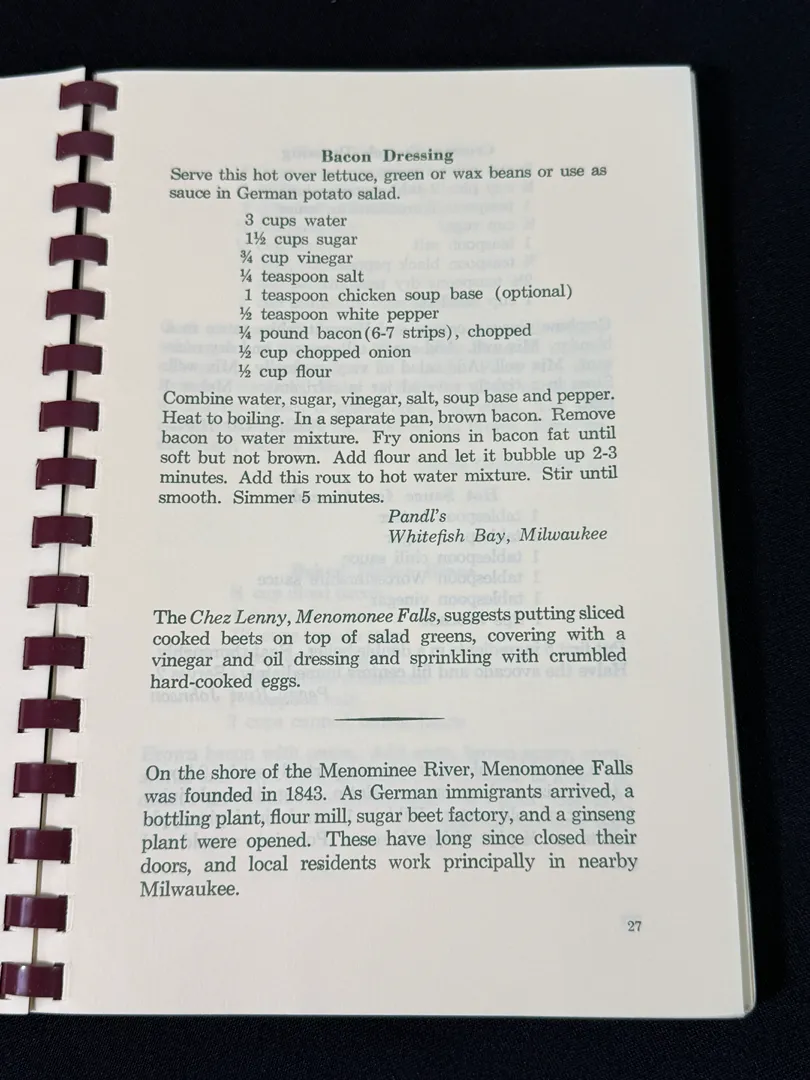 Bacon Dressing
Serve this hot over lettuce, green or wax beans or use as
sauce in German potato salad.
3 cups water
1½ cups sugar
¾ cup vinegar
¼ teaspoon salt
1 teaspoon chicken soup base (optional)
½ teaspoon white pepper
¼ pound bacon(6-7 strips), chopped
½ cup chopped onion
½ cup flour
Combine water, sugar, vinegar, salt, soup base and pepper.
Heat to boiling. In a separate pan, brown bacon. Remove
bacon to water mixture. Fry onions in bacon fat until
soft but not brown. Add flour and let it bubble up 2-3
minutes. Add this roux to hot water mixture. Stir until
smooth. Simmer 5 minutes.
Pandl's
Whitefish Bay, Milwaukee
The Chez Lenny, Menomonee Falls, suggests putting sliced
cooked beets on top of salad greens, covering with a
vinegar and oil dressing and sprinkling with crumbled
hard-cooked eggs.
On the shore of the Menominee River, Menomonee Falls
was founded in 1843. As German immigrants arrived, a
bottling plant, flour mill, sugar beet factory, and a ginseng
plant were opened. These have long since closed their
doors, and local residents work principally in nearby
Milwaukee.
27